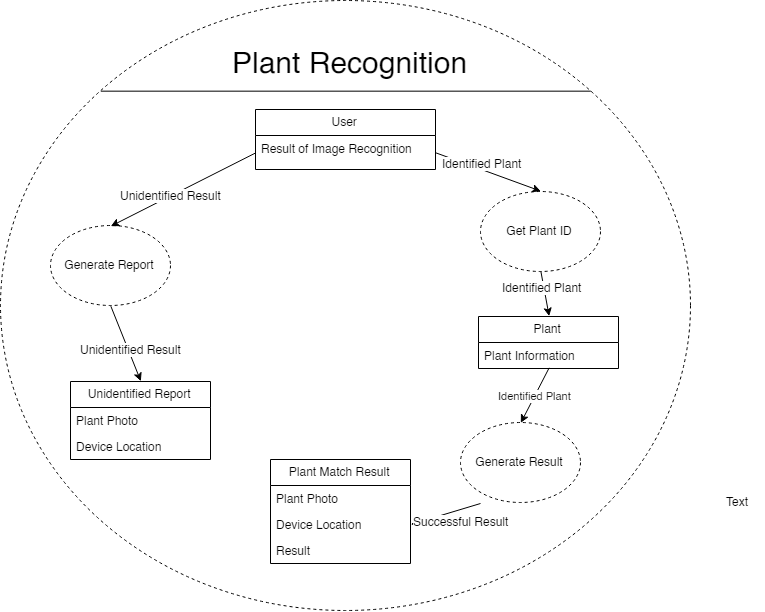 Plant Recognition
User
Result of Image Recognition
Identified Plant
Unidentified Result
Get Plant ID
Generate Report
Identified Plant
Plant
Unidentified Result
Plant Information
Unidentified Report
Identified Plant
Plant Photo
Device Location
Generate Result
Plant Match Result
Plant Photo
Text
Successful Result
Device Location
Result